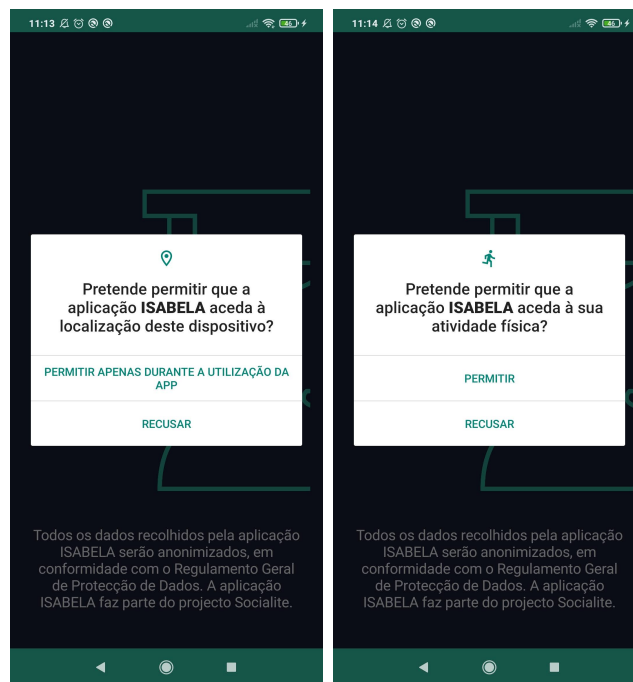 11:13
46
Pretende permitir que a
aplicação ISABELA aceda à
localização deste dispositivo?
PERMITIR APENAS DURANTE A UTILIZAÇÃO DA
APP
RECUSAR
Todos os dados recolhidos pela aplicação
ISABELA serão anonimizados, em
conformidade com o Regulamento Geral
de Protecção de Dados. A aplicação
ISABELA faz parte do projecto Socialite.
11:14
46
Pretende permitir que a
aplicação ISABELA aceda à sua
atividade física?
PERMITIR
RECUSAR
Todos os dados recolhidos pela aplicação
ISABELA serão anonimizados, em
conformidade com o Regulamento Geral
de Protecção de Dados. A aplicação
ISABELA faz parte do projecto Socialite.